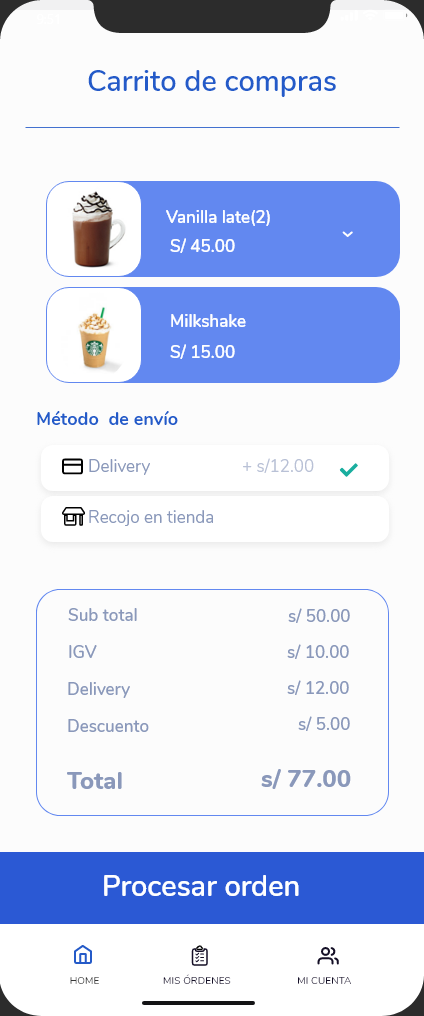 Carrito de compras
Vanilla late(2)
S/ 45.00
Milkshake
S/ 15.00
Método de envío
Delivery + s/12.00
Recojo en tienda
Sub total s/ 50.00
IGV s/ 10.00
Delivery s/ 12.00
Descuento s/ 5.00
Total s/ 77.00
Procesar orden
HOME MIS ÓRDENES MI CUENTA